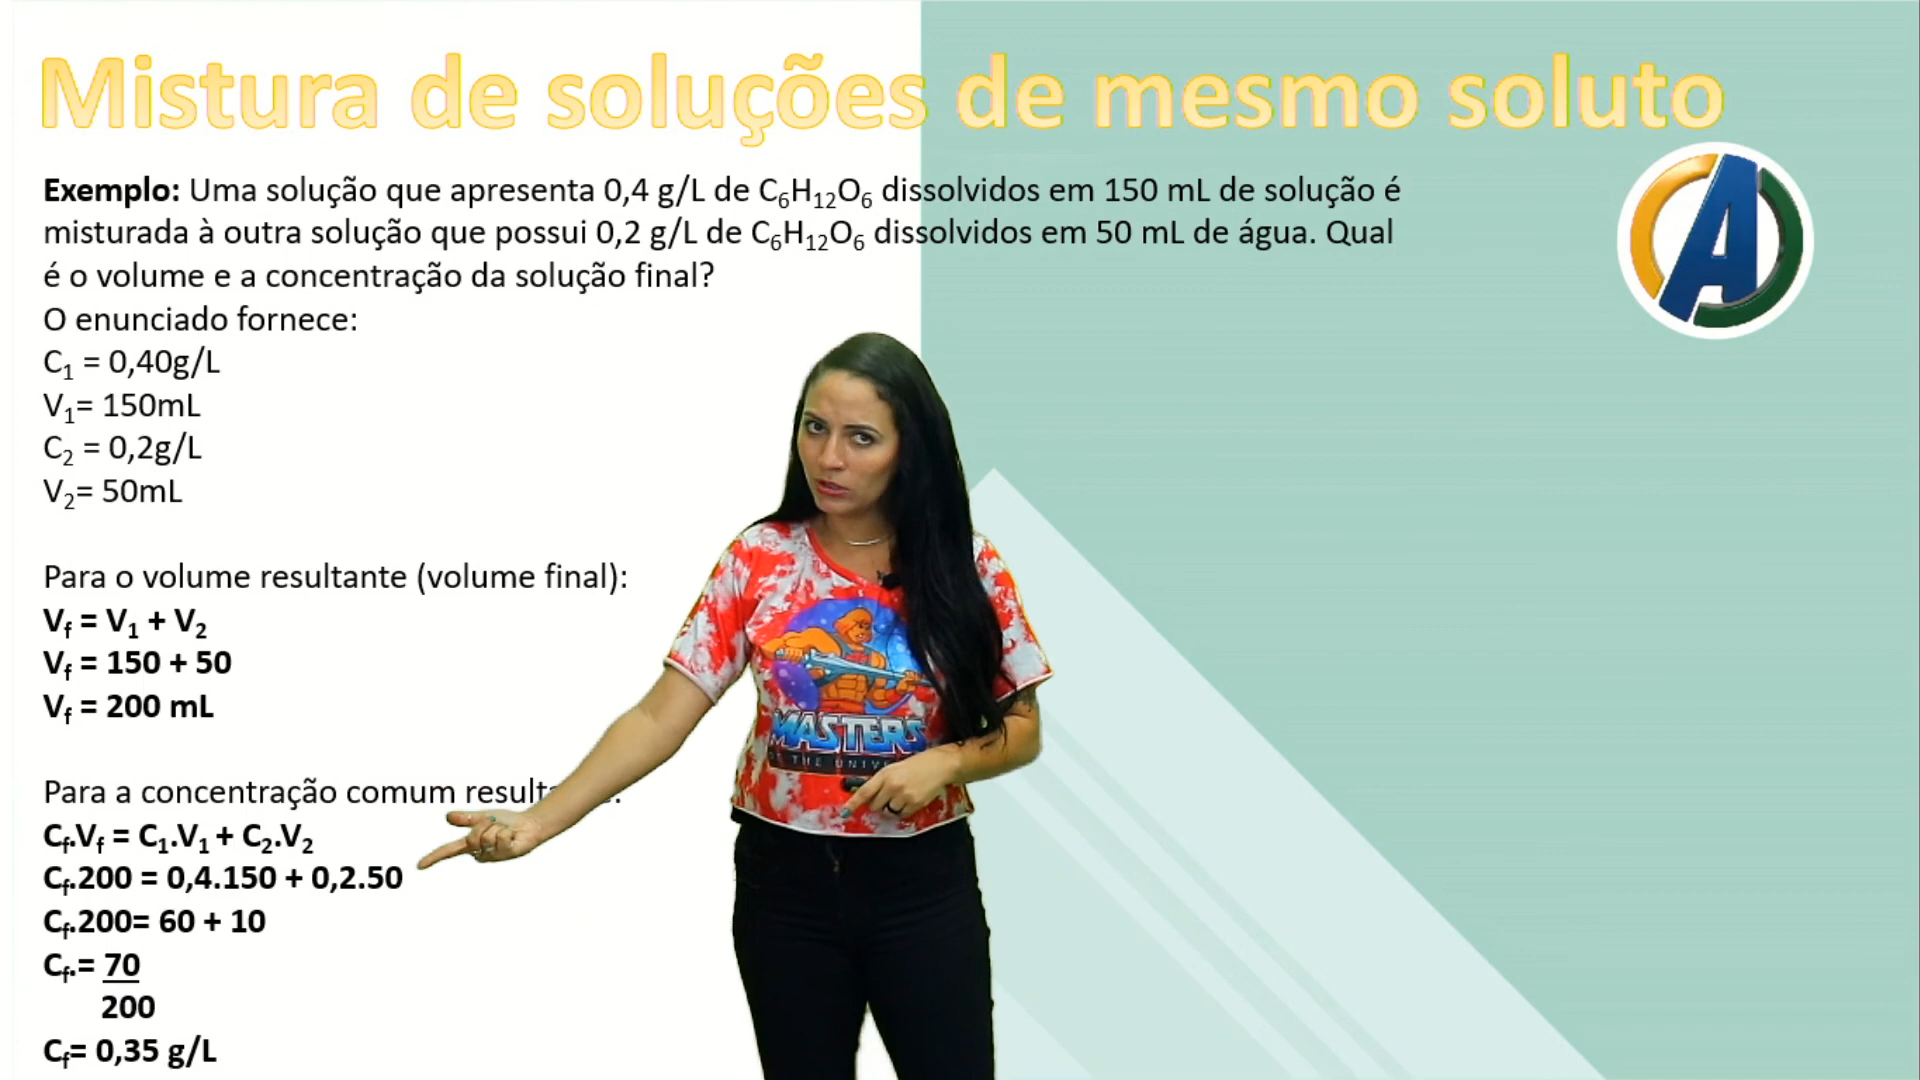 Mistura de soluções de mesmo soluto
Exemplo: Uma solução que apresenta 0,4 g/L de C₆H₁₂O₆ dissolvidos em 150 mL de solução é
misturada à outra solução que possui 0,2 g/L de C₆H₁₂O₆ dissolvidos em 50 mL de água. Qual
é o volume e a concentração da solução final?
O enunciado fornece:
C₁ = 0,40g/L
V₁= 150mL
C₂ = 0,2g/L
V₂= 50mL
Para o volume resultante (volume final):
Vf = V₁ + V₂
Vf = 150 + 50
Vf = 200 mL
Para a concentração comum
Cf.Vf = C₁.V₁ + C₂.V₂
Cf.200 = 0,4.150 + 0,2.50
Cf.200= 60 + 10
Cf.= 70
200
Cf= 0,35 g/L
A
MASTERS
THE